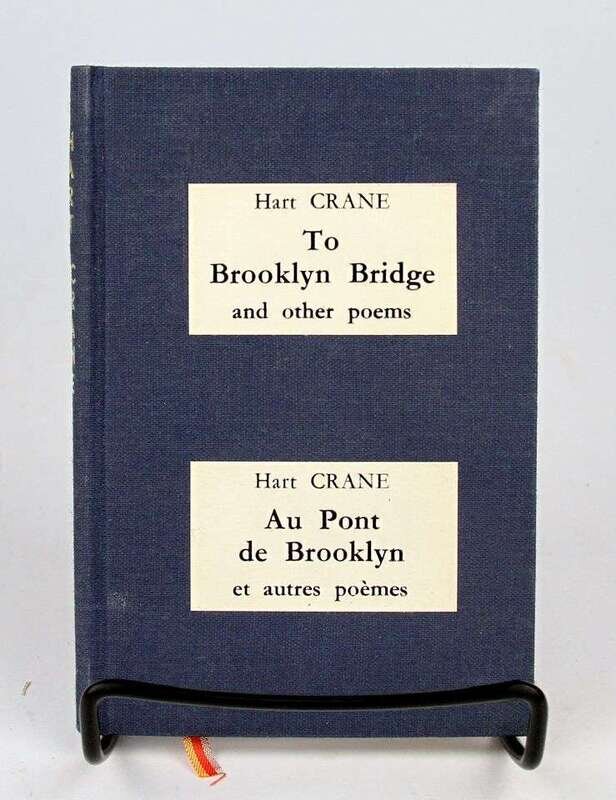 Hart CRANE
To
Brooklyn Bridge
and other poems
Hart CRANE
Au Pont
de Brooklyn
et autres poèmes